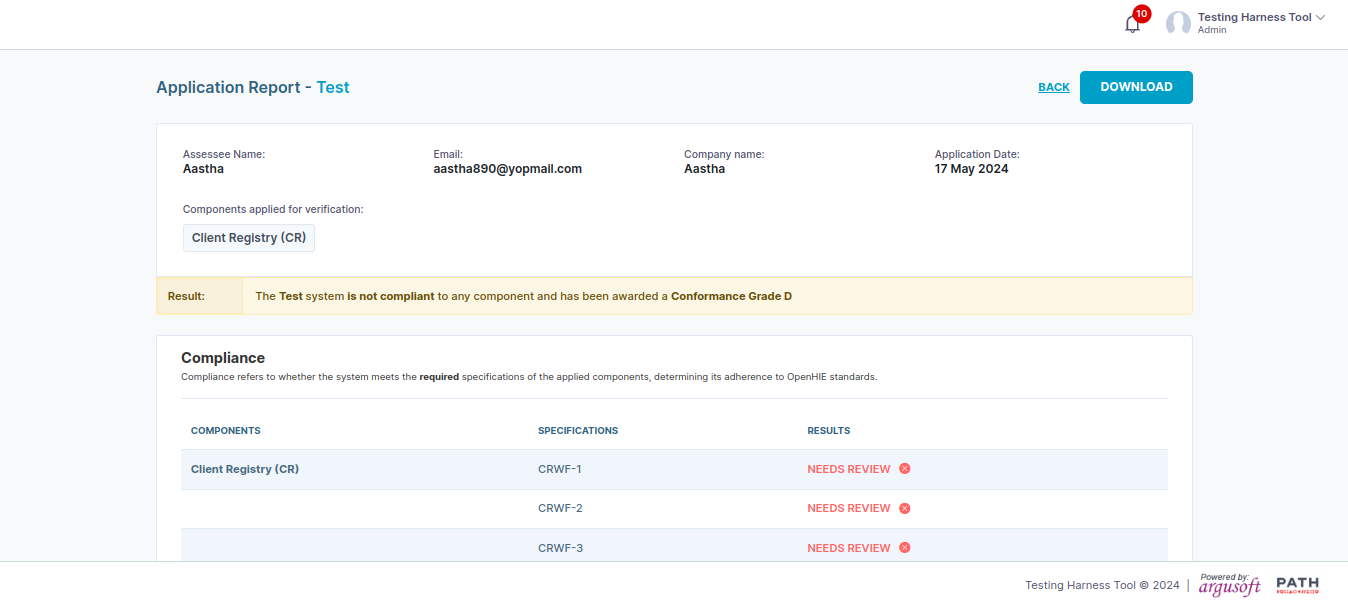 10
Testing Harness Tool
Admin
Application Report - Test
BACK
DOWNLOAD
Assessee Name:
Email:
Company name:
Application Date:
Aastha
aastha890@yopmail.com
Aastha
17 May 2024
Components applied for verification:
Client Registry (CR)
Result:
The Test system is not compliant to any component and has been awarded a Conformance Grade D
Compliance
Compliance refers to whether the system meets the required specifications of the applied components, determining its adherence to OpenHIE standards.
COMPONENTS
SPECIFICATIONS
RESULTS
Client Registry (CR)
CRWF-1
NEEDS REVIEW
CRWF-2
NEEDS REVIEW
CRWF-3
NEEDS REVIEW
Testing Harness Tool © 2024 |
Powered by:
argusoft
PATH